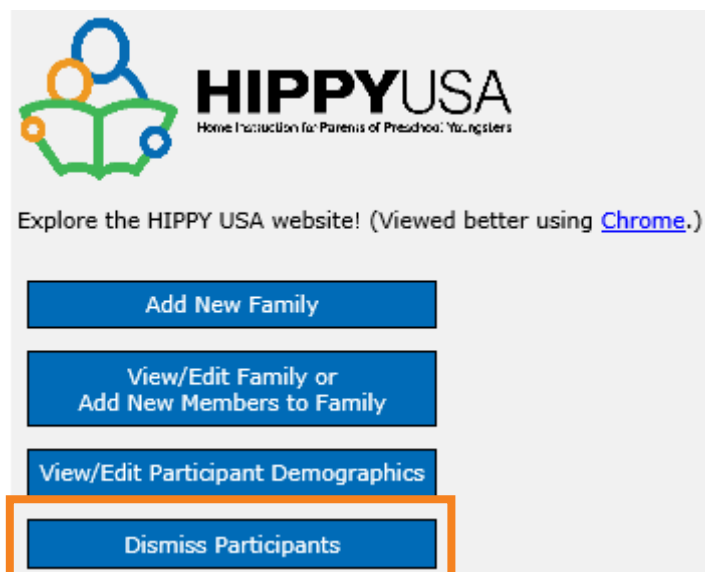 HIPPYUSA
Home Instruction for Parents of Preschool Youngsters
Explore the HIPPY USA website! (Viewed better using Chrome.)
Add New Family
View/Edit Family or
Add New Members to Family
View/Edit Participant Demographics
Dismiss Participants